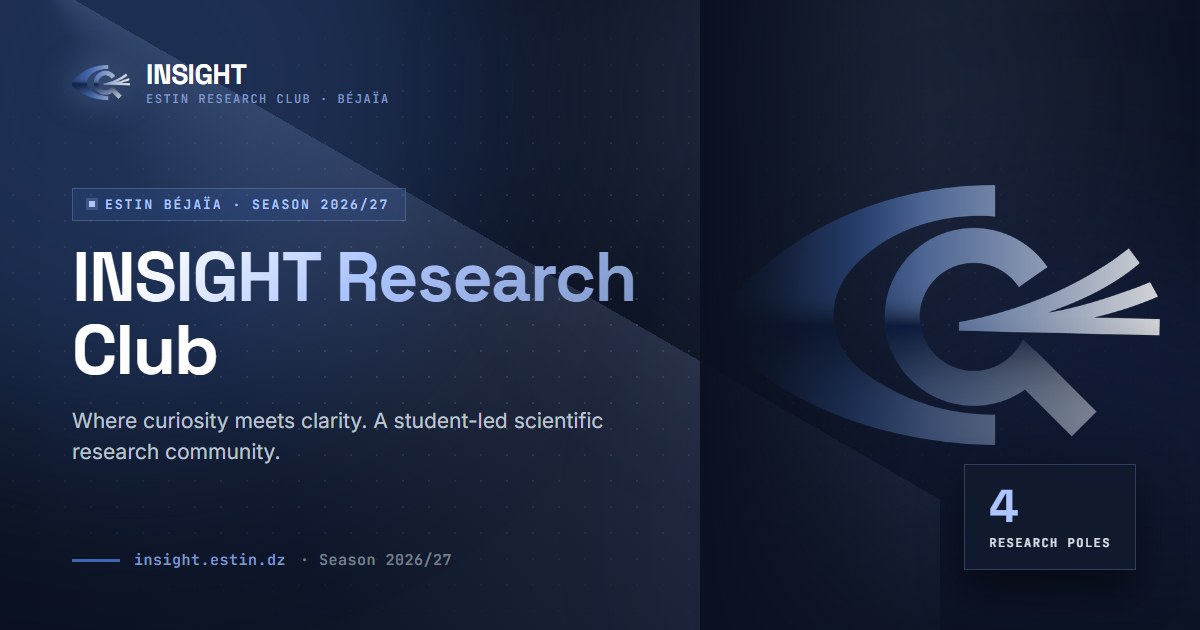 INSIGHT
ESTIN RESEARCH CLUB · BÉJAÏA
ESTIN BÉJAÏA · SEASON 2026/27
INSIGHT Research
Club
Where curiosity meets clarity. A student-led scientific
research community.
insight.estin.dz · Season 2026/27
4
RESEARCH POLES